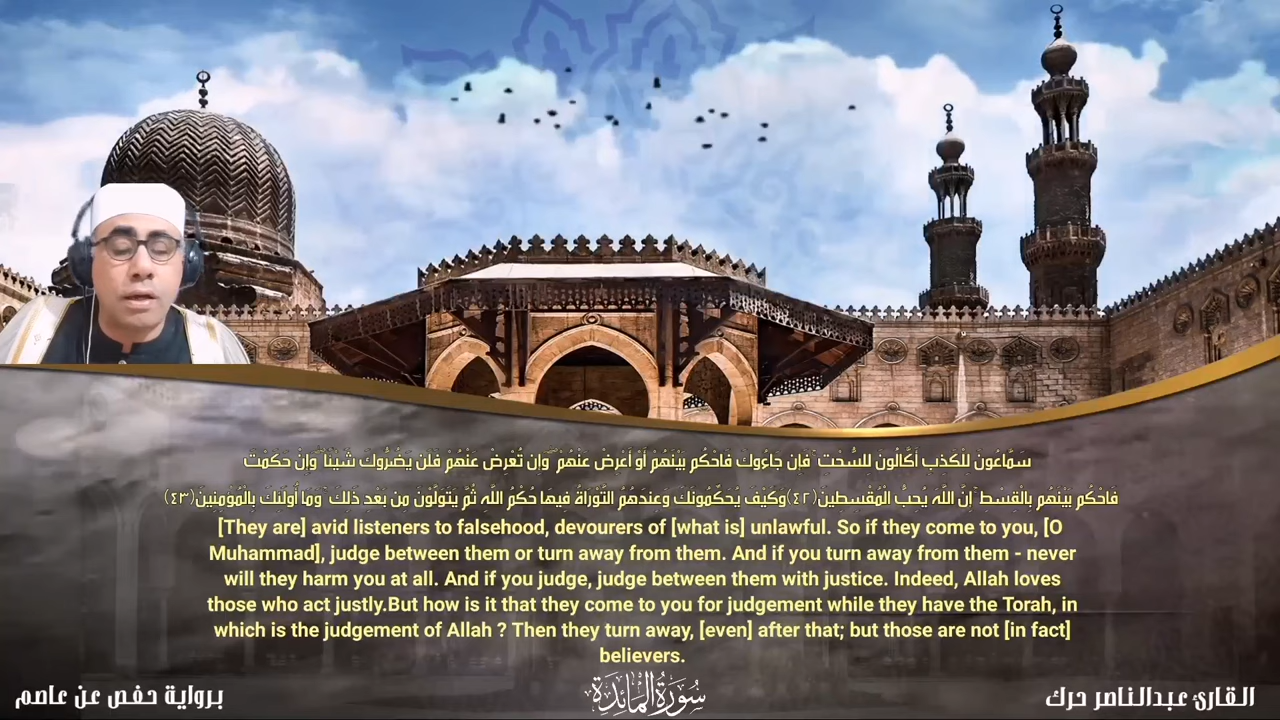 سَمَّاعُونَ لِلْكَذِبِ أَكَّالُونَ لِلسُّحْتِ ۚ فَإِن جَاءُوكَ فَاحْكُم بَيْنَهُمْ أَوْ أَعْرِضْ عَنْهُمْ ۖ وَإِن تُعْرِضْ عَنْهُمْ فَلَن يَضُرُّوكَ شَيْئًا ۖ وَإِنْ حَكَمْتَ
فَاحْكُم بَيْنَهُم بِالْقِسْطِ ۚ إِنَّ اللَّهَ يُحِبُّ الْمُقْسِطِينَ(٤٢)وَكَيْفَ يُحَكِّمُونَكَ وَعِندَهُمُ التَّوْرَاةُ فِيهَا حُكْمُ اللَّهِ ثُمَّ يَتَوَلَّوْنَ مِن بَعْدِ ذَٰلِكَ ۚ وَمَا أُولَٰئِكَ بِالْمُؤْمِنِينَ(٤٣)
[They are] avid listeners to falsehood, devourers of [what is] unlawful. So if they come to you, [O
Muhammad], judge between them or turn away from them. And if you turn away from them - never
will they harm you at all. And if you judge, judge between them with justice. Indeed, Allah loves
those who act justly.But how is it that they come to you for judgement while they have the Torah, in
which is the judgement of Allah ? Then they turn away, [even] after that; but those are not [in fact]
believers.
القارئ عبدالناصر حرك
سُورَةُ المَائِدَةِ
برواية حفص عن عاصم